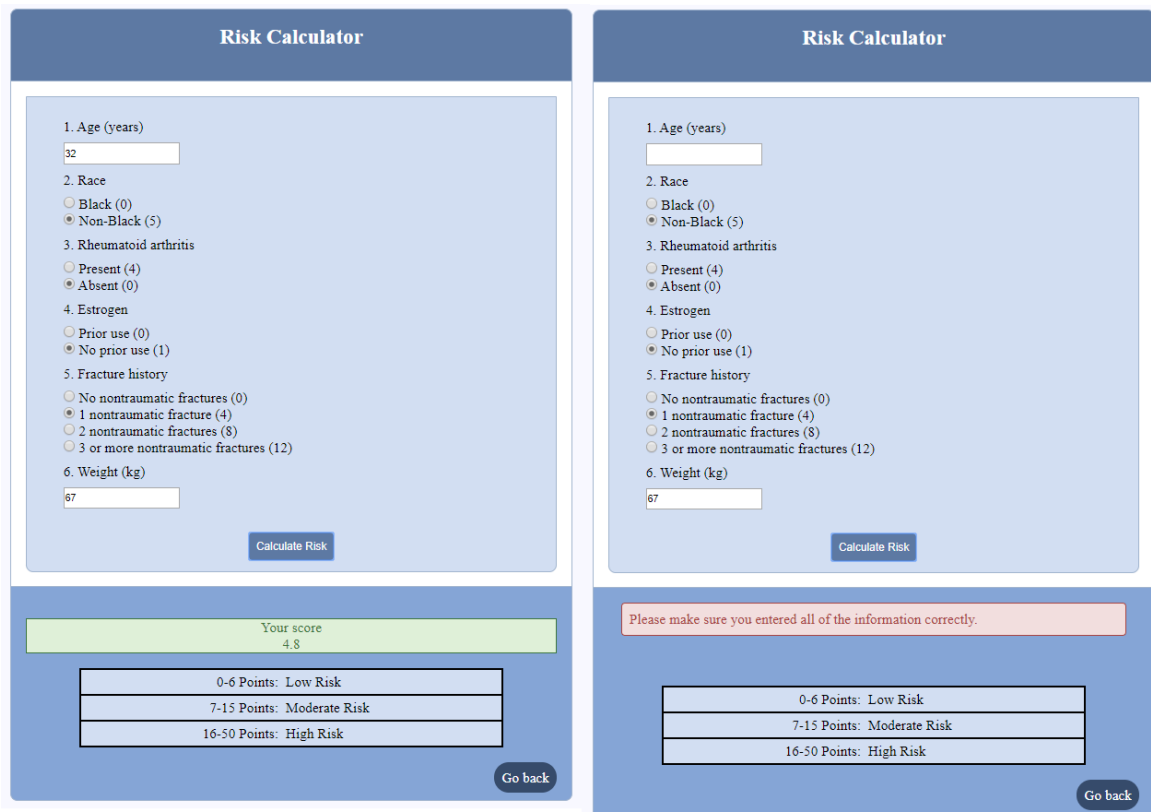 Risk Calculator
1. Age (years)
32
2. Race
Black (0)
Non-Black (5)
3. Rheumatoid arthritis
Present (4)
Absent (0)
4. Estrogen
Prior use (0)
No prior use (1)
5. Fracture history
No nontraumatic fractures (0)
1 nontraumatic fracture (4)
2 nontraumatic fractures (8)
3 or more nontraumatic fractures (12)
6. Weight (kg)
67
Calculate Risk
Your score
4.8
0-6 Points: Low Risk
7-15 Points: Moderate Risk
16-50 Points: High Risk
Go back
Risk Calculator
1. Age (years)
2. Race
Black (0)
Non-Black (5)
3. Rheumatoid arthritis
Present (4)
Absent (0)
4. Estrogen
Prior use (0)
No prior use (1)
5. Fracture history
No nontraumatic fractures (0)
1 nontraumatic fracture (4)
2 nontraumatic fractures (8)
3 or more nontraumatic fractures (12)
6. Weight (kg)
67
Calculate Risk
Please make sure you entered all of the information correctly.
0-6 Points: Low Risk
7-15 Points: Moderate Risk
16-50 Points: High Risk
Go back